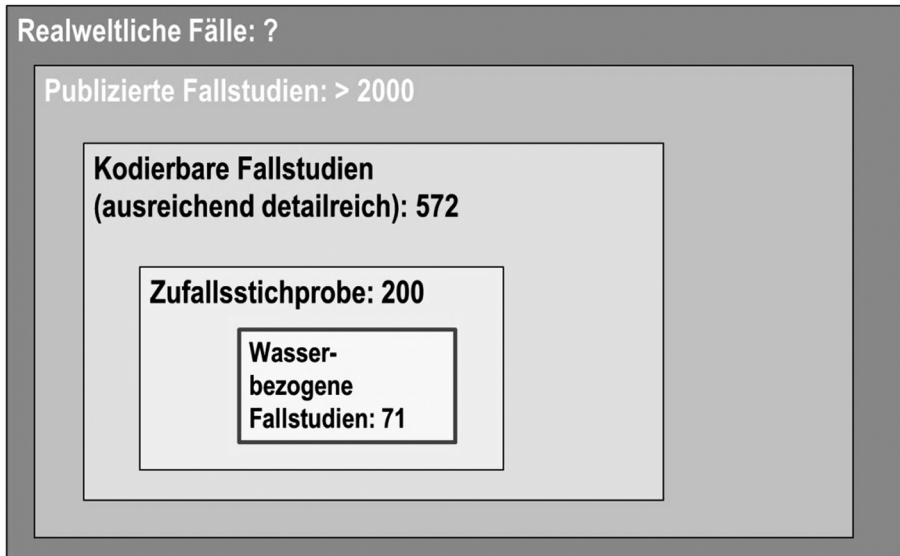 Realweltliche Fälle: ?
Publizierte Fallstudien: > 2000
Kodierbare Fallstudien
(ausreichend detailreich): 572
Zufallsstichprobe: 200
Wasser-
bezogene
Fallstudien: 71